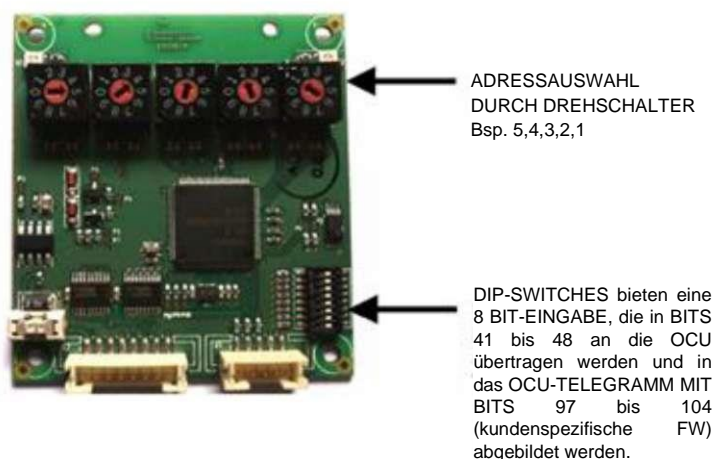 ADRESSAUSWAHL
DURCH DREHSCHALTER
Bsp. 5,4,3,2,1
DIP-SWITCHES bieten eine
8 BIT-EINGABE, die in BITS
41 bis 48 an die OCU
übertragen werden und in
das OCU-TELEGRAMM MIT
BITS 97 bis 104
(kundenspezifische FW)
abgebildet werden.